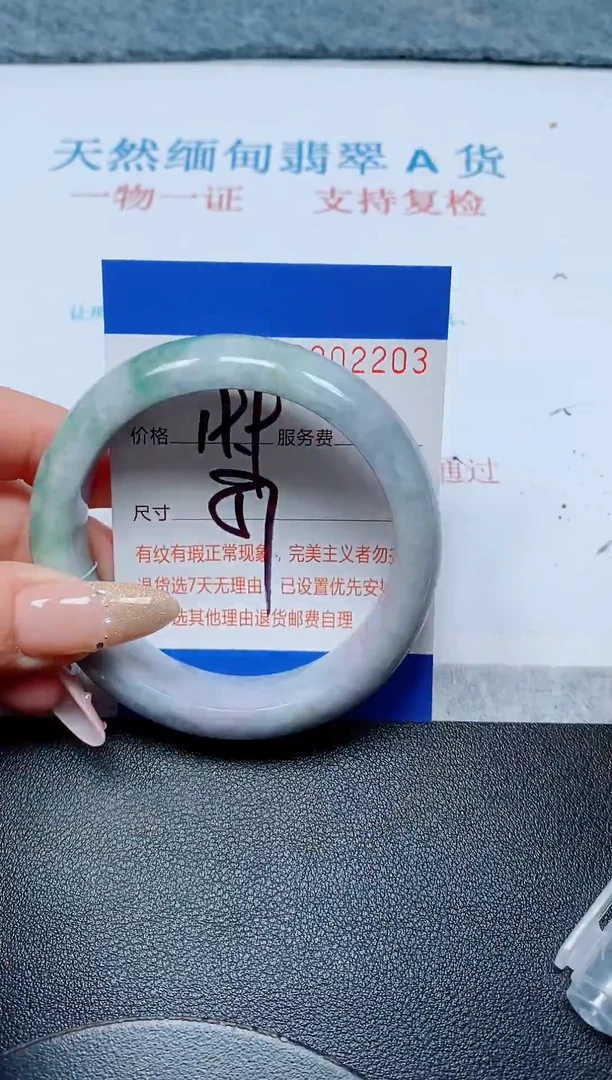 天然缅甸翡翠 A 货
一物一证 支持复检
202203
价格 服务费
尺寸
有纹有瑕正常现象，完美主义者勿
退货选7天无理由 已设置优先安
选其他理由退货邮费自理
通过